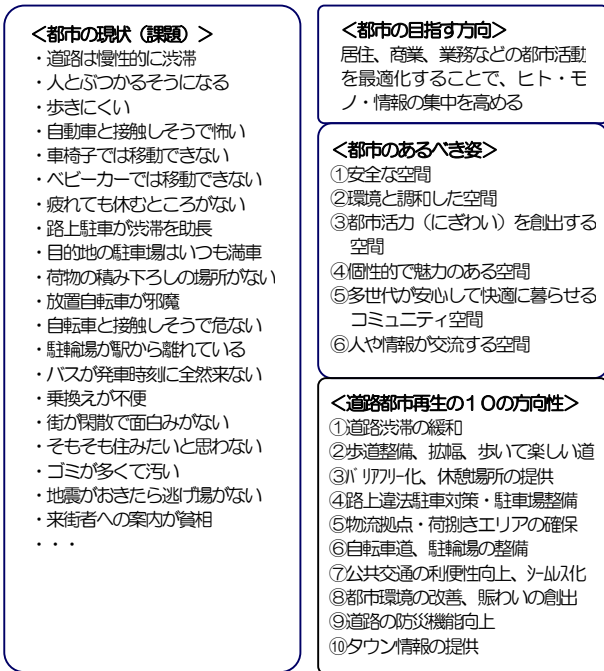 <都市の現状（課題）>
・道路は慢性的に渋滞
・人とぶつかるそうになる
・歩きにくい
・自動車と接触しそうで怖い
・車椅子では移動できない
・ベビーカーでは移動できない
・疲れても休むところがない
・路上駐車が渋滞を助長
・目的地の駐車場はいつも満車
・荷物の積み下ろしの場所がない
・放置自転車が邪魔
・自転車と接触しそうで危ない
・駐輪場が駅から離れている
・バスが発車時刻に全然来ない
・乗換えが不便
・街が閑散で面白みがない
・そもそも住みたいと思わない
・ゴミが多くて汚い
・地震がおきたら逃げ場がない
・来街者への案内が貧相
・・・
<都市の目指す方向>
居住、商業、業務などの都市活動
を最適化することで、ヒト・モ
ノ・情報の集中を高める
<都市のあるべき姿>
①安全な空間
②環境と調和した空間
③都市活力（にぎわい）を創出する
空間
④個性的で魅力のある空間
⑤多世代が安心して快適に暮らせる
コミュニティ空間
⑥人や情報が交流する空間
<道路都市再生の１０の方向性>
①道路渋滞の緩和
②歩道整備、拡幅、歩いて楽しい道
③ﾊﾞﾘｱﾌﾘｰ化、休憩場所の提供
④路上違法駐車対策・駐車場整備
⑤物流拠点・荷捌きエリアの確保
⑥自転車道、駐輪場の整備
⑦公共交通の利便性向上、ｼｰﾑﾚｽ化
⑧都市環境の改善、賑わいの創出
⑨道路の防災機能向上
⑩タウン情報の提供